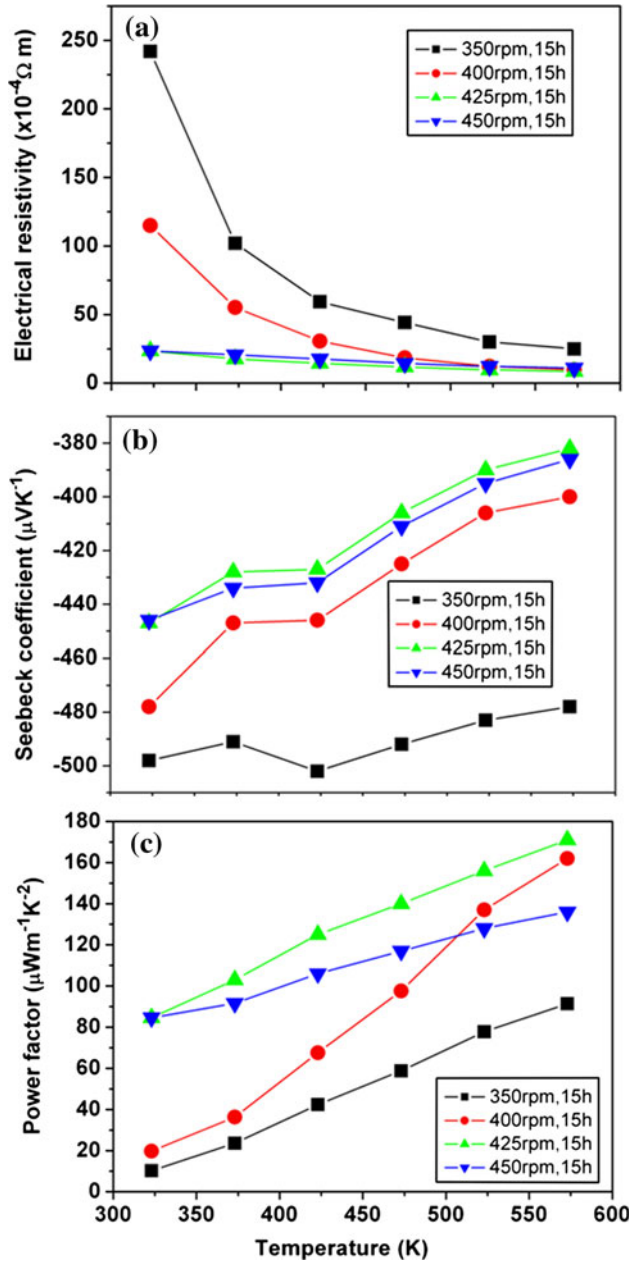 (a)
350rpm,15h
400rpm,15h
425rpm,15h
450rpm,15h
Electrical resistivity (x10⁻⁴Ω m)
250
200
150
100
50
0
(b)
-380
-400
-420
-440
-460
-480
-500
Seebeck coefficient (μVK⁻¹)
350rpm,15h
400rpm,15h
425rpm,15h
450rpm,15h
(c)
180
160
140
120
100
80
60
40
20
0
Power factor (μWm⁻¹K⁻²)
350rpm,15h
400rpm,15h
425rpm,15h
450rpm,15h
300 350 400 450 500 550 600
Temperature (K)